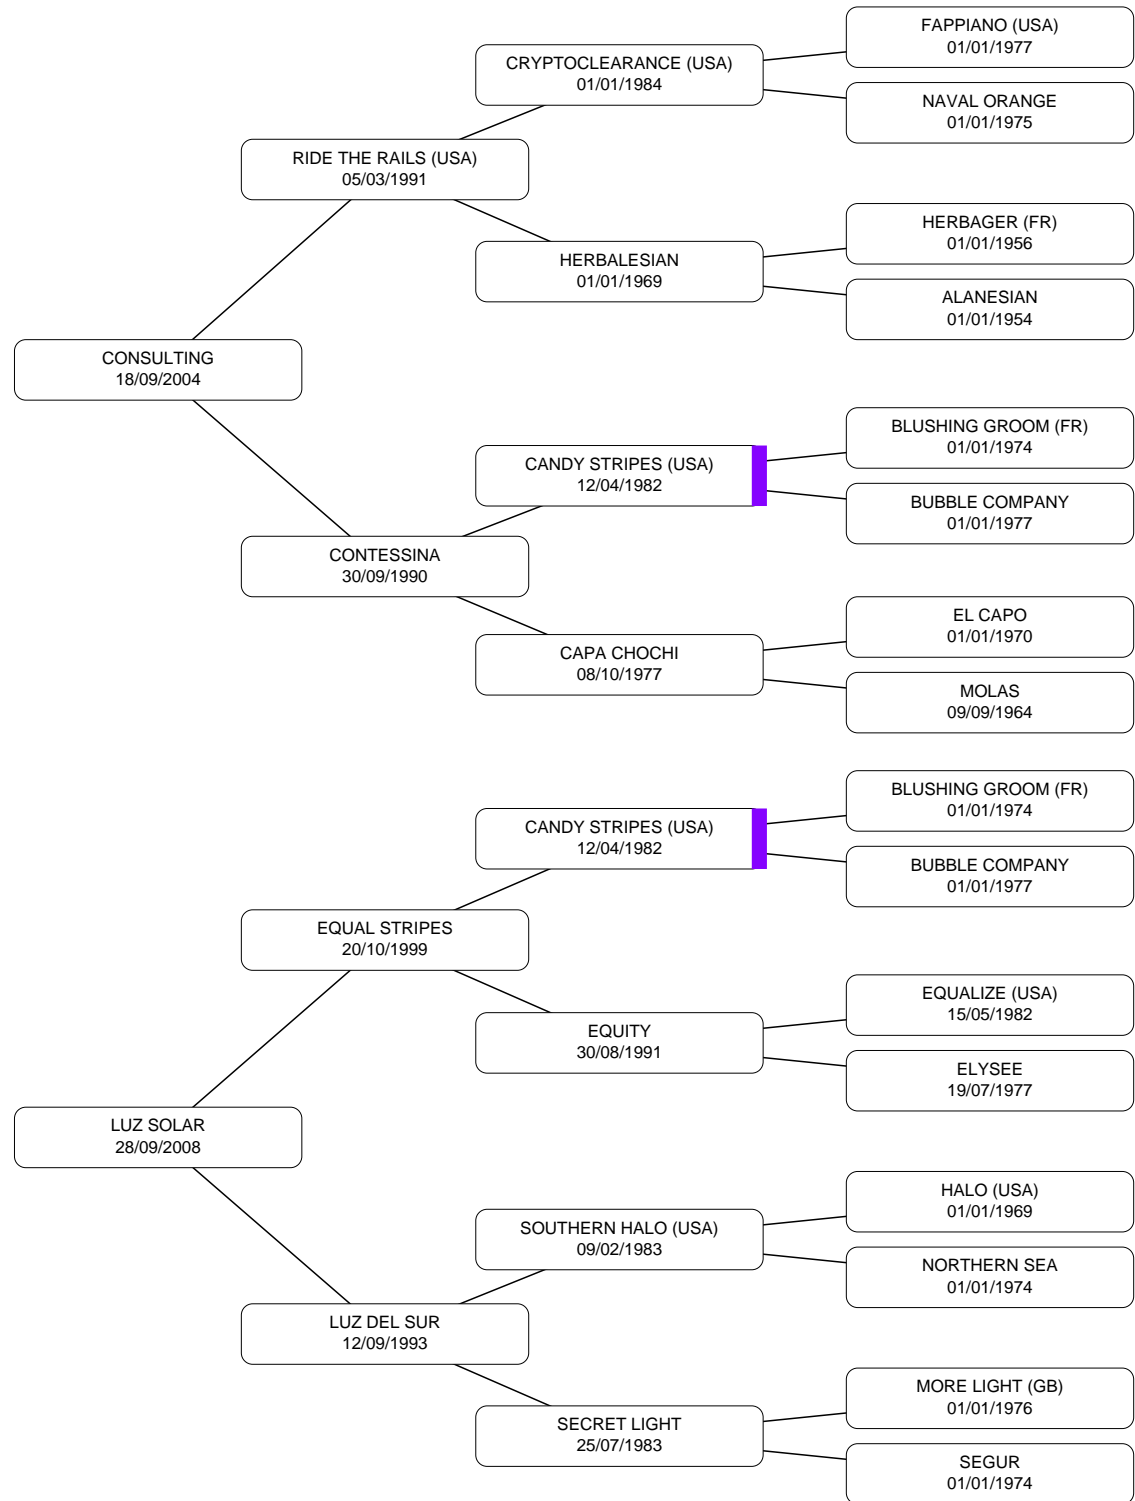 FAPPIANO (USA)
01/01/1977
CRYPTOCLEARANCE (USA)
01/01/1984
NAVAL ORANGE
01/01/1975
RIDE THE RAILS (USA)
05/03/1991
HERBAGER (FR)
01/01/1956
HERBALESIAN
01/01/1969
ALANESIAN
01/01/1954
CONSULTING
18/09/2004
BLUSHING GROOM (FR)
01/01/1974
CANDY STRIPES (USA)
12/04/1982
BUBBLE COMPANY
01/01/1977
CONTESSINA
30/09/1990
EL CAPO
01/01/1970
CAPA CHOCHI
08/10/1977
MOLAS
09/09/1964
BLUSHING GROOM (FR)
01/01/1974
CANDY STRIPES (USA)
12/04/1982
BUBBLE COMPANY
01/01/1977
EQUAL STRIPES
20/10/1999
EQUALIZE (USA)
15/05/1982
EQUITY
30/08/1991
ELYSEE
19/07/1977
LUZ SOLAR
28/09/2008
HALO (USA)
01/01/1969
SOUTHERN HALO (USA)
09/02/1983
NORTHERN SEA
01/01/1974
LUZ DEL SUR
12/09/1993
MORE LIGHT (GB)
01/01/1976
SECRET LIGHT
25/07/1983
SEGUR
01/01/1974